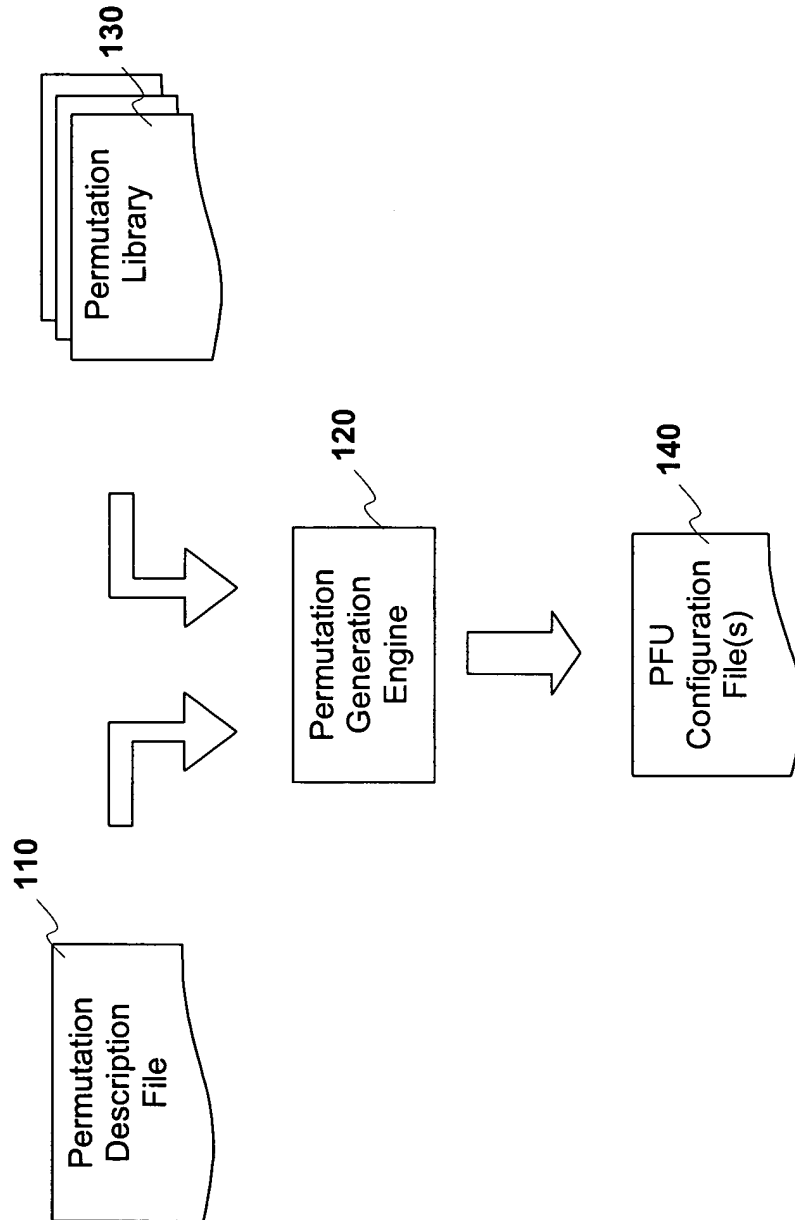 110
Permutation
Description
File
130
Permutation
Library
120
Permutation
Generation
Engine
140
PFU
Configuration
File(s)